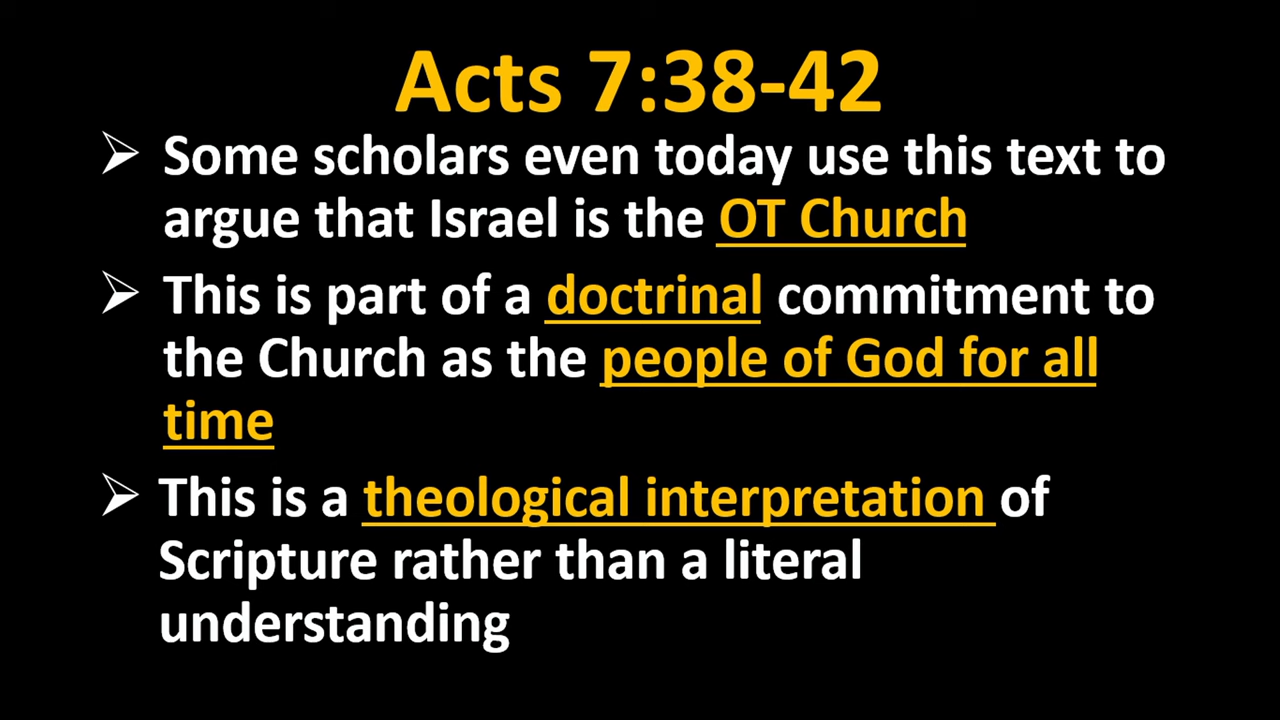 Acts 7:38-42
➢ Some scholars even today use this text to
argue that Israel is the OT Church
➢ This is part of a doctrinal commitment to
the Church as the people of God for all
time
➢ This is a theological interpretation of
Scripture rather than a literal
understanding